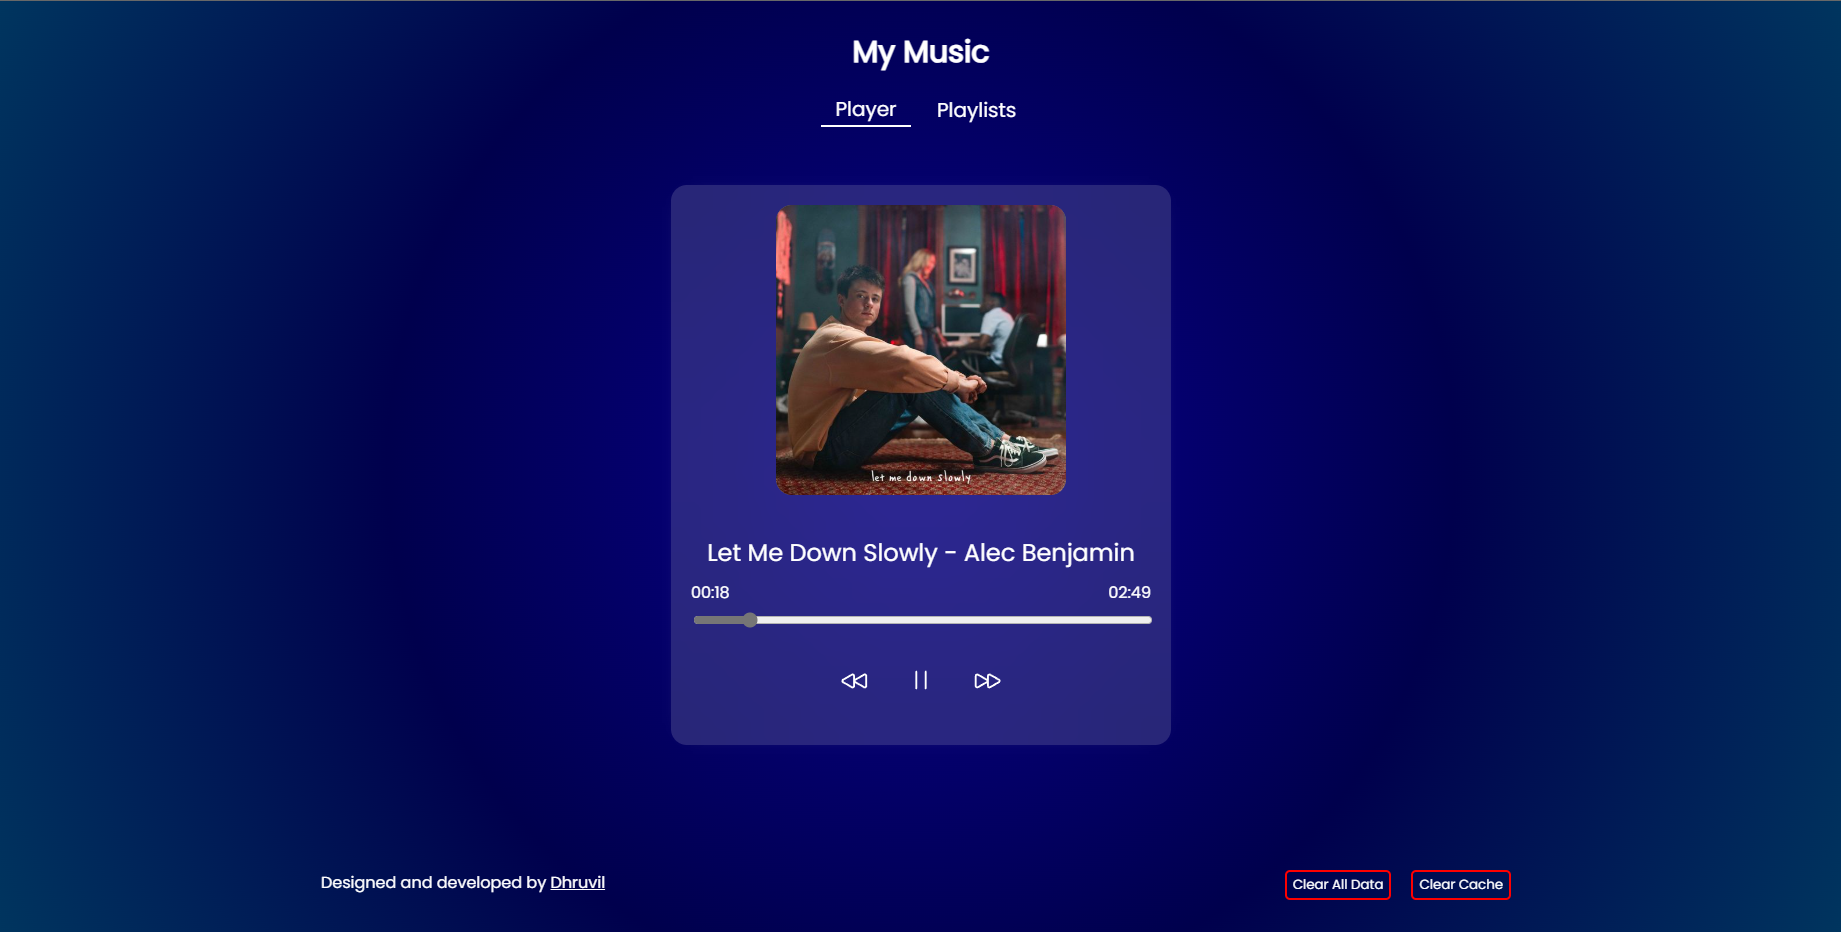 My Music
Player Playlists
let me down slowly
Let Me Down Slowly - Alec Benjamin
00:18 02:49
Designed and developed by Dhruvil Clear All Data Clear Cache